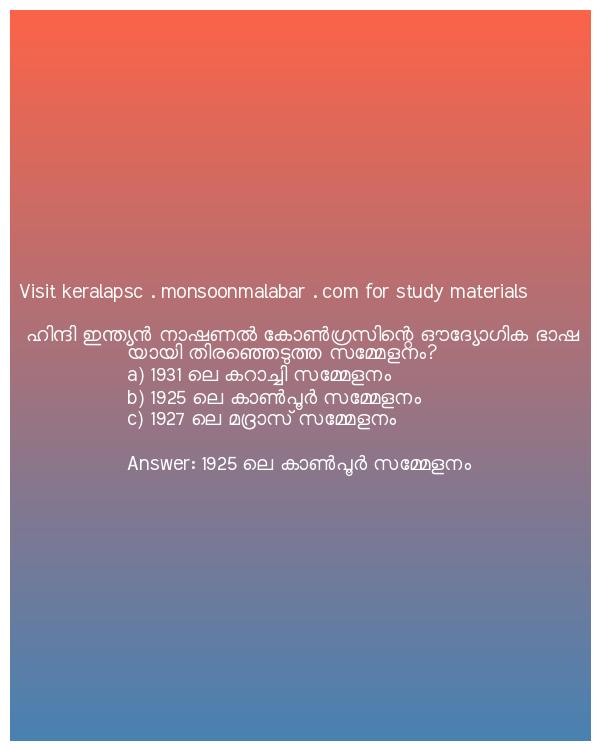 Visit keralapsc . monsoonmalabar . com for study materials
ഹിന്ദി ഇന്ത്യൻ നാഷണൽ കോൺഗ്രസിന്റെ ഔദ്യോഗിക ഭാഷ
യായി തിരഞ്ഞെടുത്ത സമ്മേളനം?
a) 1931 ലെ കറാച്ചി സമ്മേളനം
b) 1925 ലെ കാൺപൂർ സമ്മേളനം
c) 1927 ലെ മദ്രാസ് സമ്മേളനം
Answer: 1925 ലെ കാൺപൂർ സമ്മേളനം